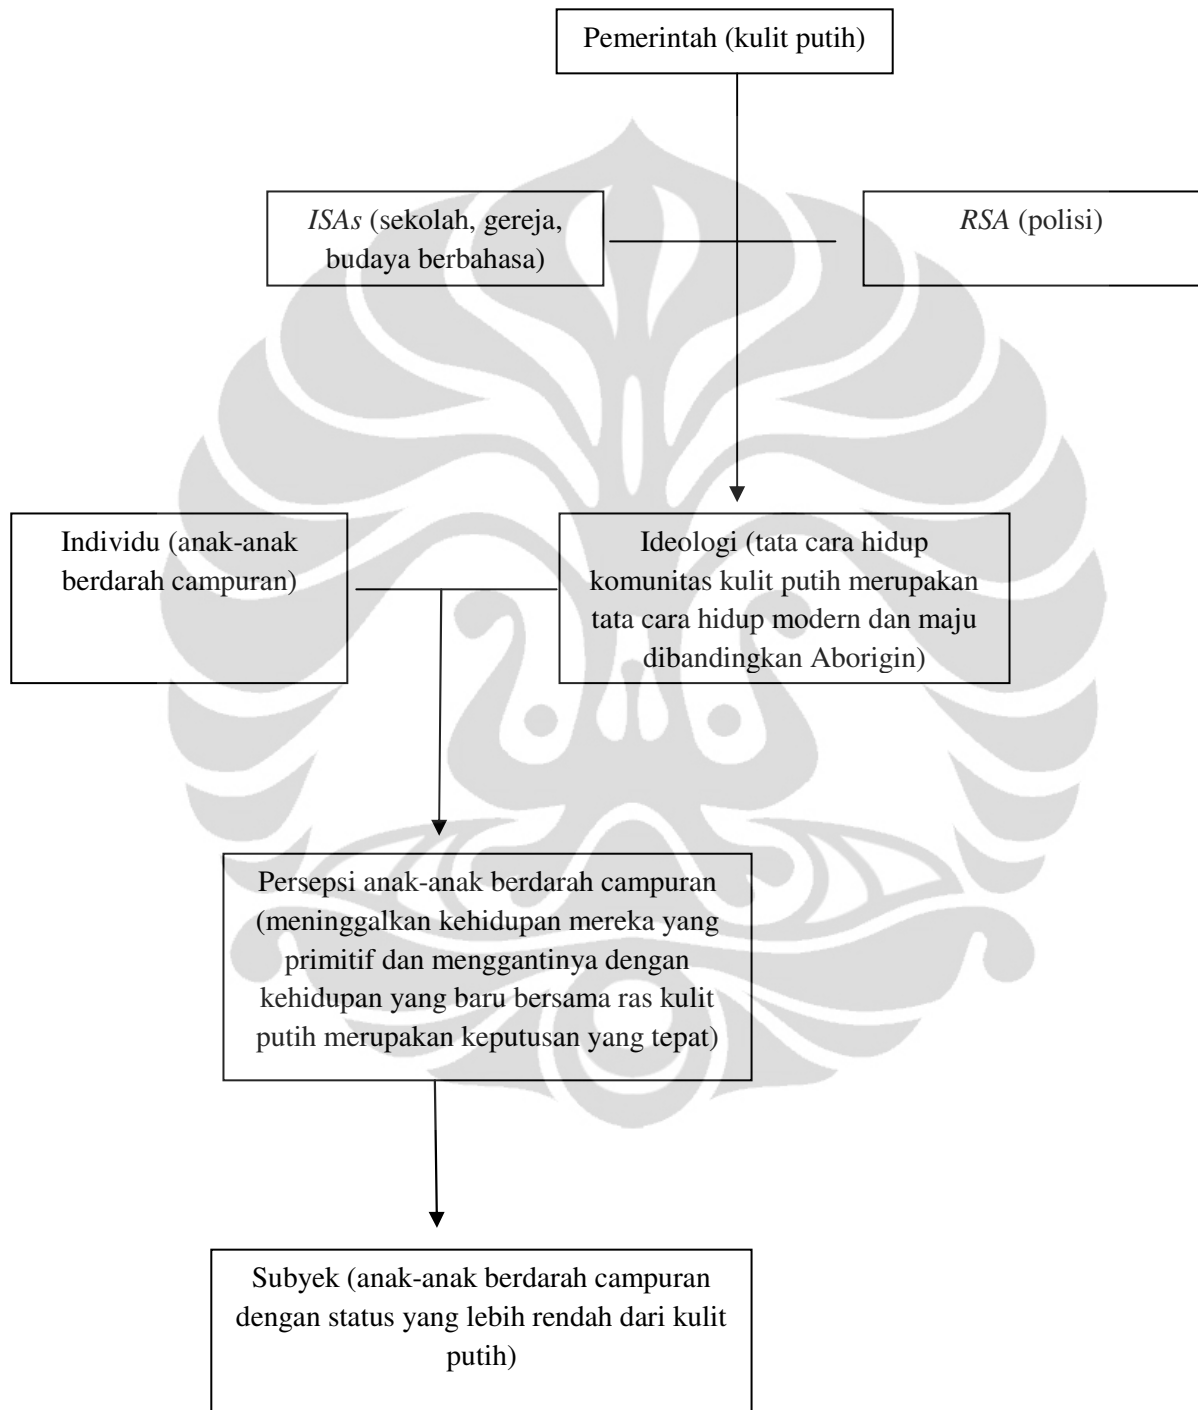 Pemerintah (kulit putih)
ISAs (sekolah, gereja,
budaya berbahasa)
RSA (polisi)
Individu (anak-anak
berdarah campuran)
Ideologi (tata cara hidup
komunitas kulit putih merupakan
tata cara hidup modern dan maju
dibandingkan Aborigin)
Persepsi anak-anak berdarah campuran
(meninggalkan kehidupan mereka yang
primitif dan menggantinya dengan
kehidupan yang baru bersama ras kulit
putih merupakan keputusan yang tepat)
Subyek (anak-anak berdarah campuran
dengan status yang lebih rendah dari kulit
putih)